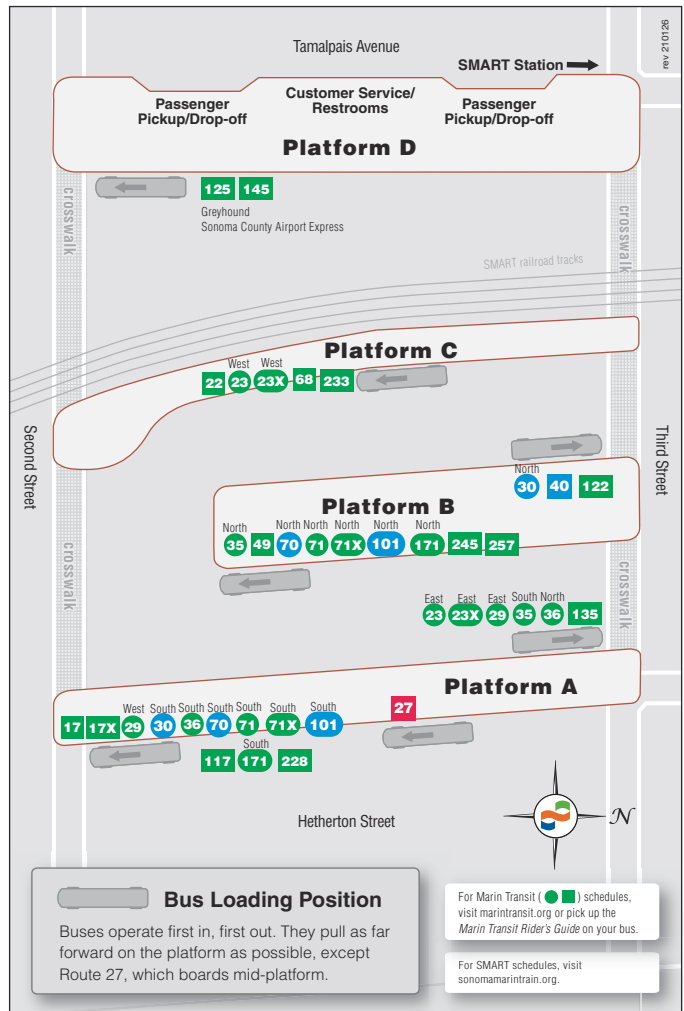 rev 210126
Tamalpais Avenue
SMART Station
Passenger
Pickup/Drop-off
Customer Service/
Restrooms
Passenger
Pickup/Drop-off
Platform D
crosswalk
125 145
Greyhound
Sonoma County Airport Express
crosswalk
SMART railroad tracks
Platform C
West West
22 23 23X 68 233
Second Street
Third Street
North
30 40 122
Platform B
North North North North North North
35 49 70 71 71X 101 171 245 257
crosswalk
crosswalk
East East East South North
23 23X 29 35 36 135
Platform A
27
West South South South South South South
17 17X 29 30 36 70 71 71X 101
South
117 171 228
Hetherton Street
N
Bus Loading Position
Buses operate first in, first out. They pull as far
forward on the platform as possible, except
Route 27, which boards mid-platform.
For Marin Transit ( ) schedules,
visit marintransit.org or pick up the
Marin Transit Rider's Guide on your bus.
For SMART schedules, visit
sonomamarintrain.org.